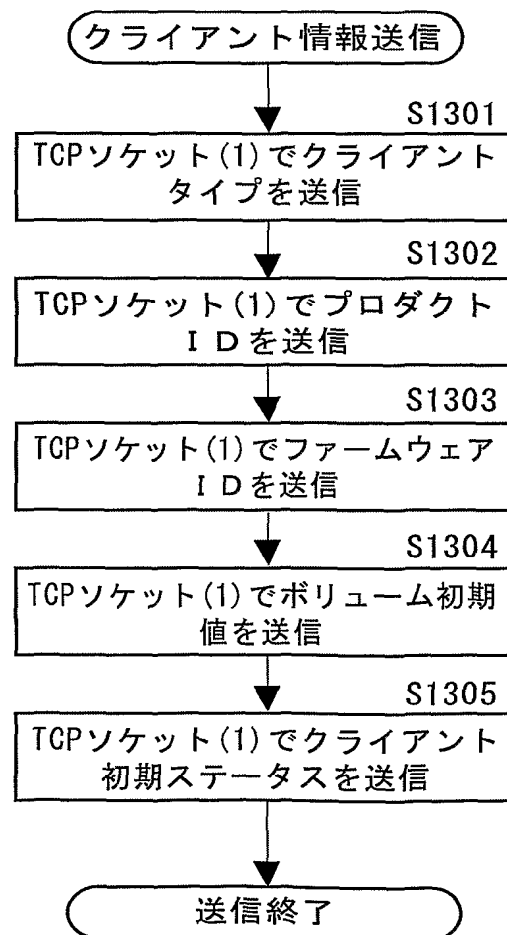 クライアント情報送信
S1301
TCPソケット(1)でクライアント
タイプを送信
S1302
TCPソケット(1)でプロダクト
ＩＤを送信
S1303
TCPソケット(1)でファームウェア
ＩＤを送信
S1304
TCPソケット(1)でボリューム初期
値を送信
S1305
TCPソケット(1)でクライアント
初期ステータスを送信
送信終了